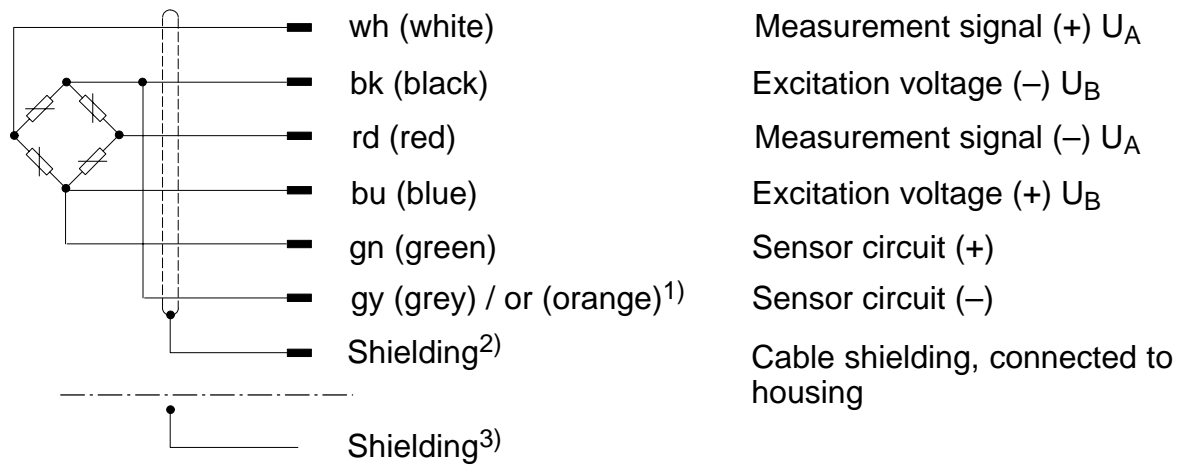 wh (white) Measurement signal (+) U_A
bk (black) Excitation voltage (–) U_B
rd (red) Measurement signal (–) U_A
bu (blue) Excitation voltage (+) U_B
gn (green) Sensor circuit (+)
gy (grey) / or (orange)1) Sensor circuit (–)
Shielding2) Cable shielding, connected to
housing
Shielding3)